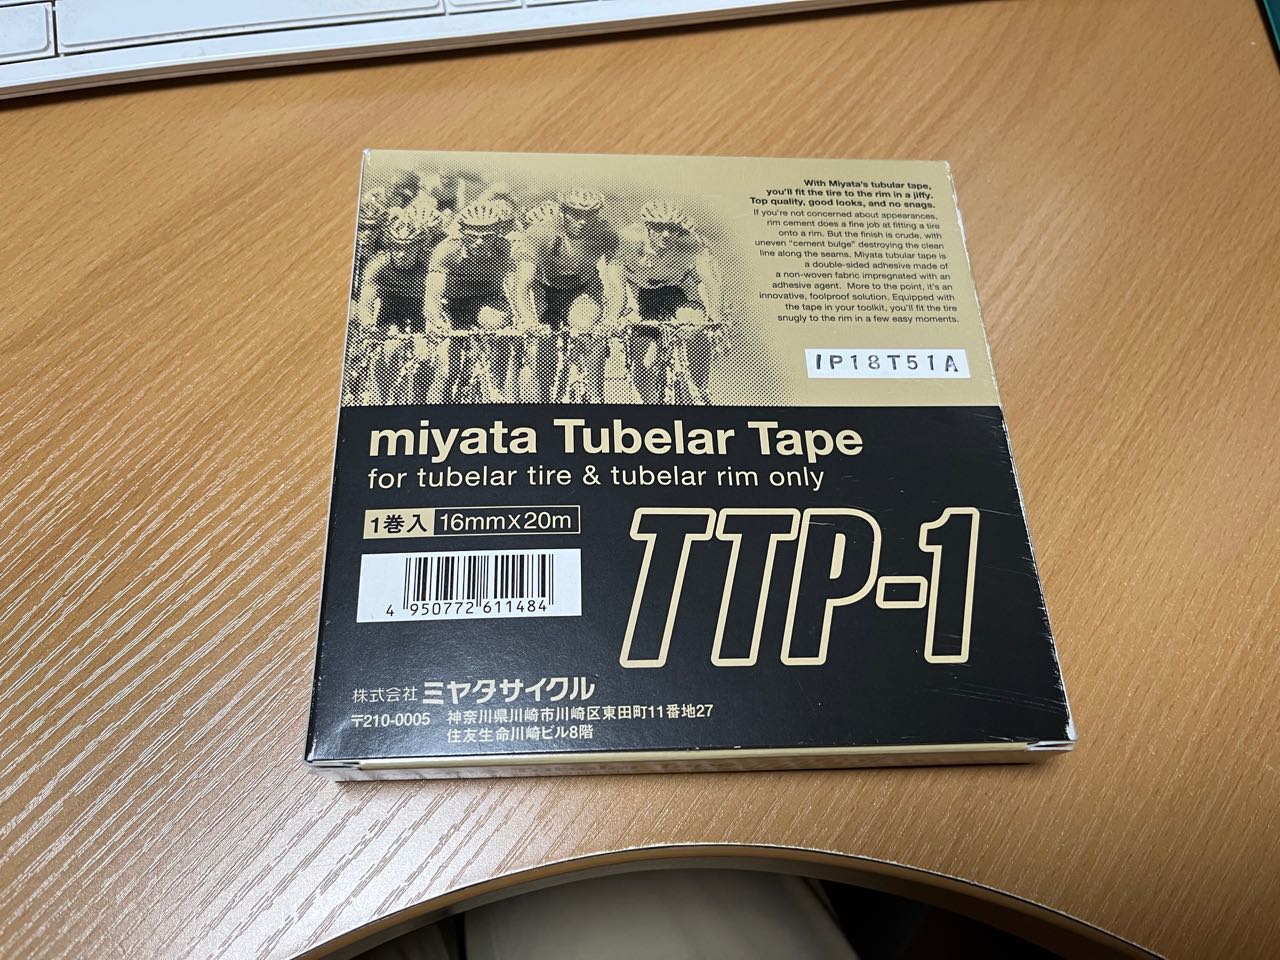 With Miyata's tubular tape,
you'll fit the tire to the rim in a jiffy.
Top quality, good looks, and no snags.
If you're not concerned about appearances,
rim cement does a fine job at fitting a tire
onto a rim. But the finish is crude, with
uneven "cement bulge" destroying the clean
line along the seams. Miyata tubular tape is
a double-sided adhesive made of
a non-woven fabric impregnated with an
adhesive agent. More to the point, it's an
innovative, foolproof solution. Equipped with
the tape in your toolkit, you'll fit the tire
snugly to the rim in a few easy moments.
IP18T51A
miyata Tubelar Tape
for tubelar tire & tubelar rim only
1巻入 16mm×20m
TTP-1
4 950772 611484
株式会社 ミヤタサイクル
〒210-0005 神奈川県川崎市川崎区東田町11番地27
住友生命川崎ビル8階